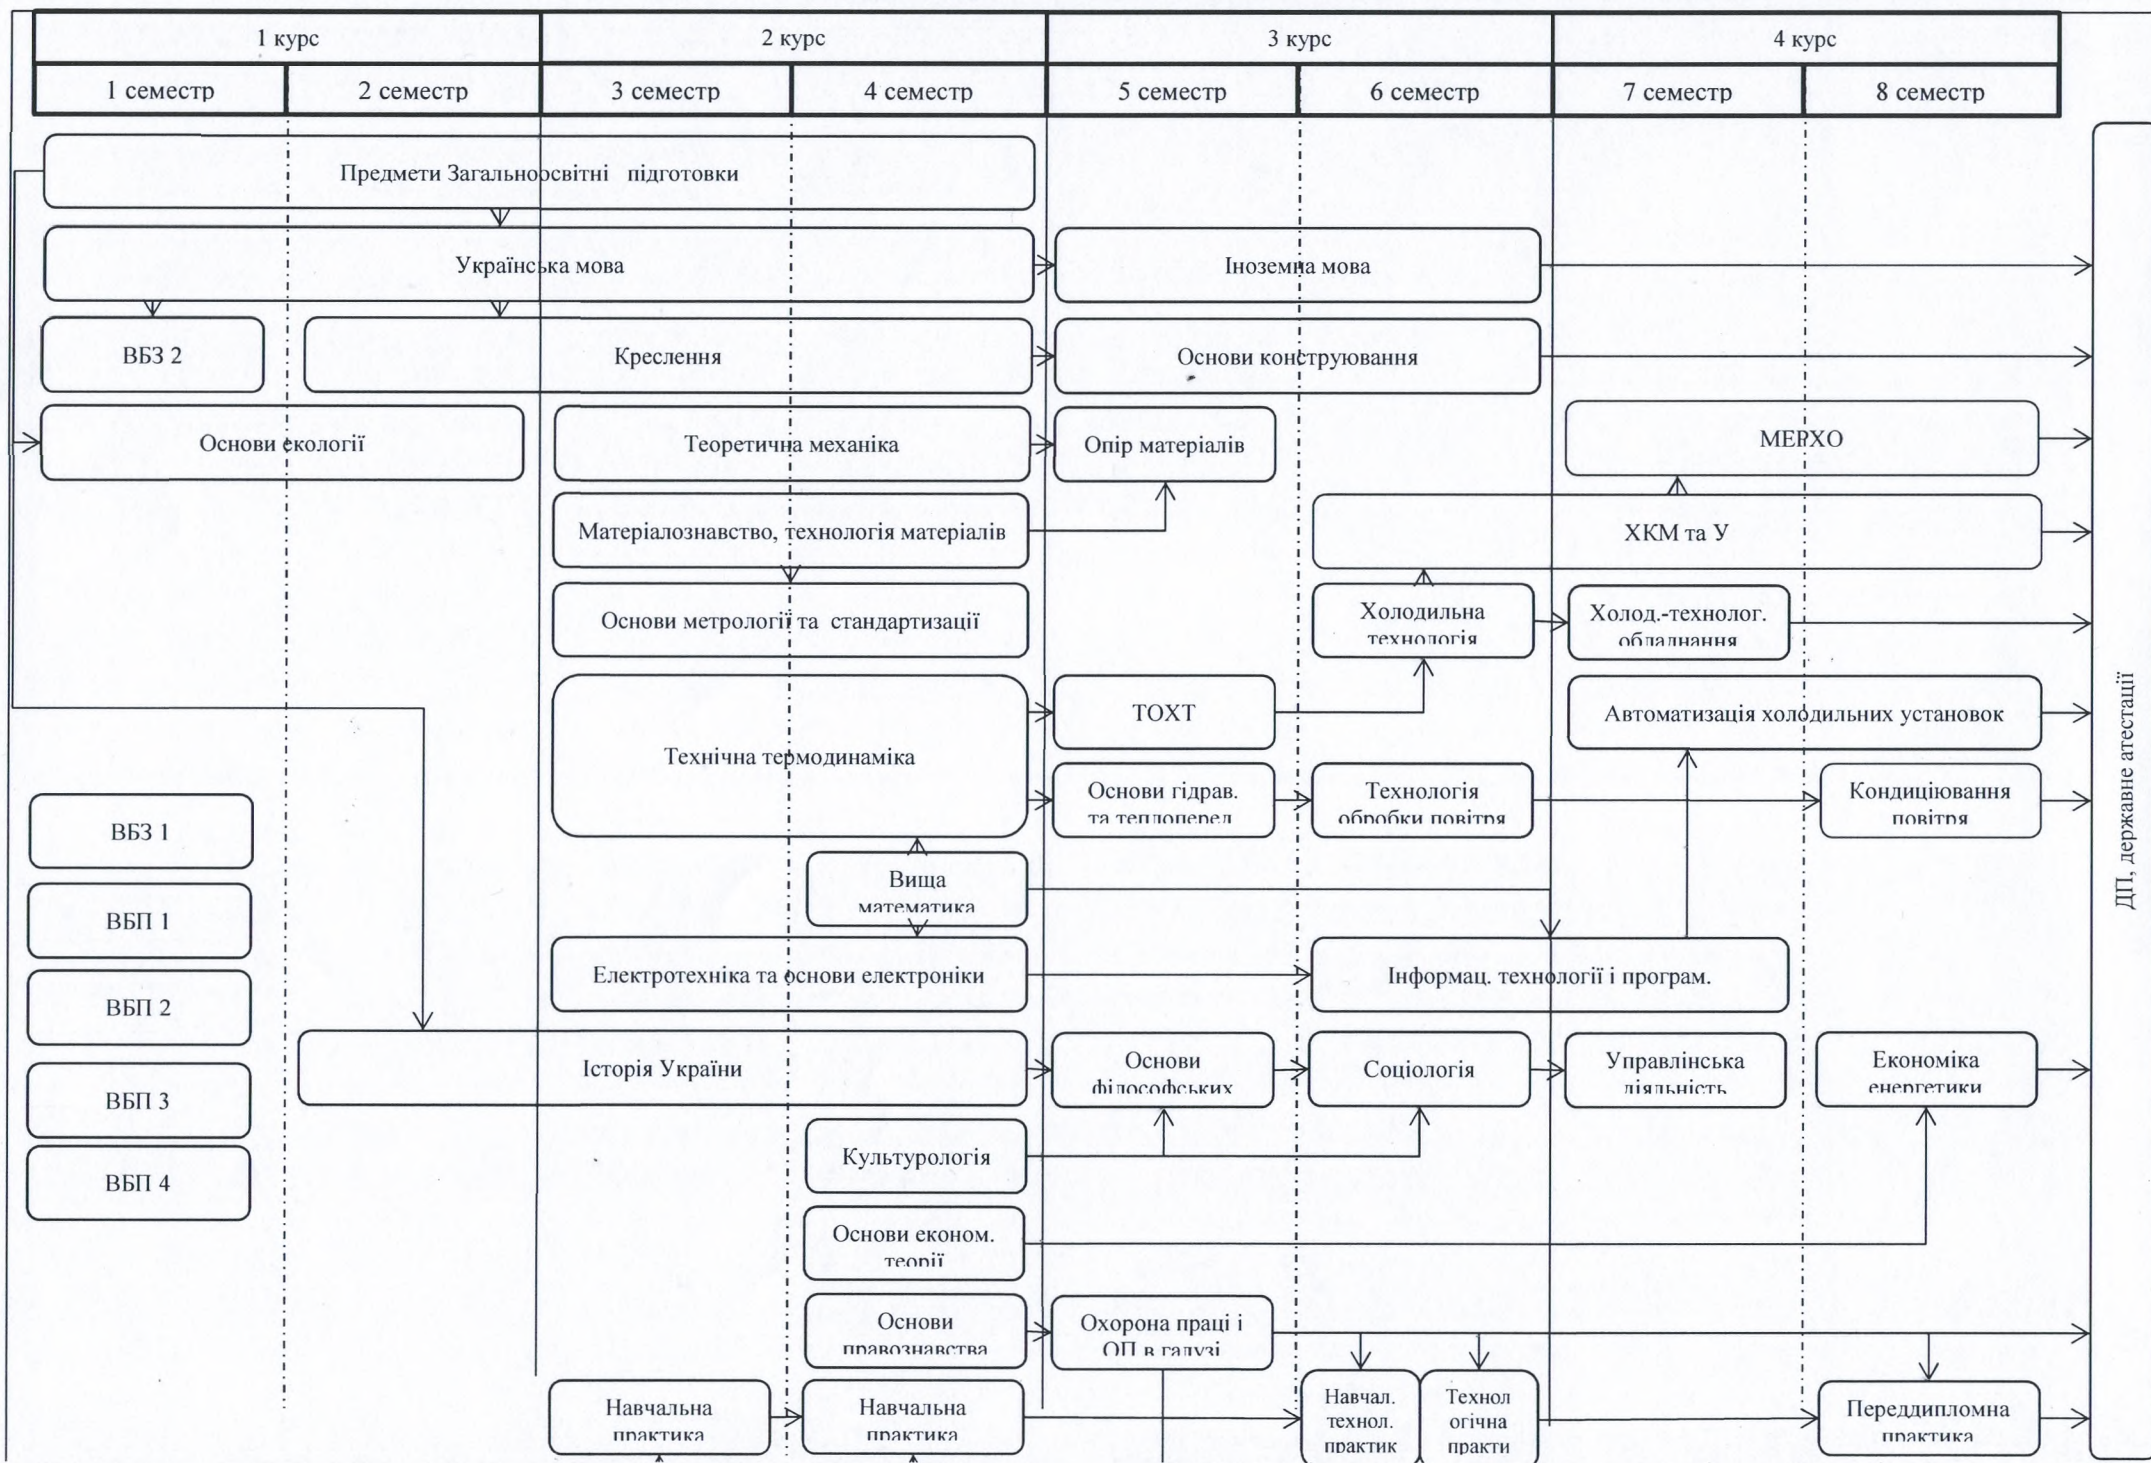 1 курс
2 курс
3 курс
4 курс
1 семестр
2 семестр
3 семестр
4 семестр
5 семестр
6 семестр
7 семестр
8 семестр
Предмети Загальноосвітні підготовки
Українська мова
Іноземна мова
ВБЗ 2
Креслення
Основи конструювання
Основи екології
Теоретична механіка
Опір матеріалів
МЕРХО
Матеріалознавство, технологія матеріалів
ХКМ та У
Основи метрології та стандартизації
Холодильна
технологія
Холод.-технолог.
обладнання
Технічна термодинаміка
ТОХТ
Автоматизація холодильних установок
Основи гідрав.
та теплоперед.
Технологія
обробки повітря
Кондиціювання
повітря
ВБЗ 1
Вища
математика
ВБП 1
Електротехніка та основи електроніки
Інформац. технології і програм.
ВБП 2
Історія України
Основи
філософських
Соціологія
Управлінська
діяльність
Економіка
енергетики
ВБП 3
Культурологія
ВБП 4
Основи економ.
теорії
Основи
правознавства
Охорона праці і
ОП в галузі
Навчальна
практика
Навчальна
практика
Навчал.
технол.
практик
Технол
огічна
практи
Переддипломна
практика
ДП, державне атестації